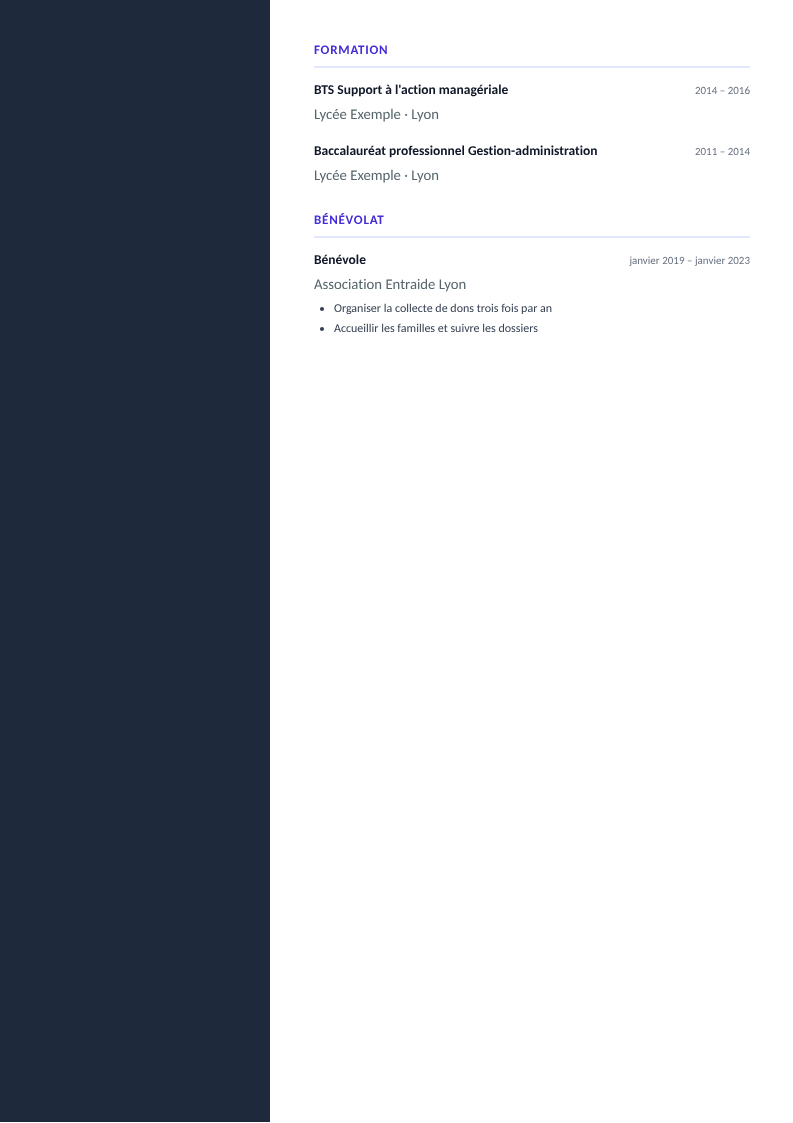 FORMATION
BTS Support à l'action managériale 2014 – 2016
Lycée Exemple · Lyon
Baccalauréat professionnel Gestion-administration 2011 – 2014
Lycée Exemple · Lyon
BÉNÉVOLAT
Bénévole janvier 2019 – janvier 2023
Association Entraide Lyon
• Organiser la collecte de dons trois fois par an
• Accueillir les familles et suivre les dossiers